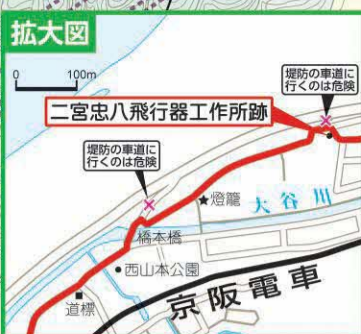 拡大図
0 100m
堤防の車道に
行くのは危険
二宮忠八飛行器工作所跡
堤防の車道に
行くのは危険
★燈籠
大谷川
橋本橋
西山本公園
道標
京阪電車